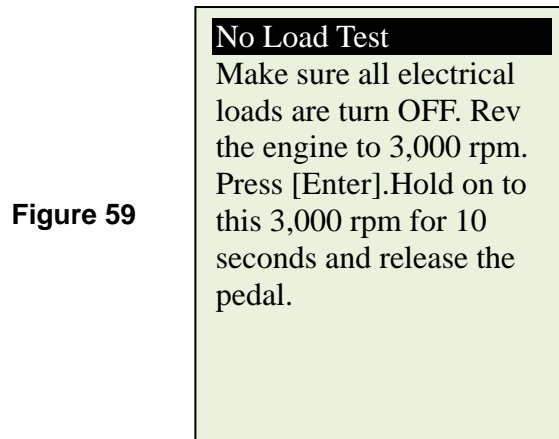 No Load Test
Make sure all electrical
loads are turn OFF. Rev
the engine to 3,000 rpm.
Press [Enter].Hold on to
this 3,000 rpm for 10
seconds and release the
pedal.
Figure 59